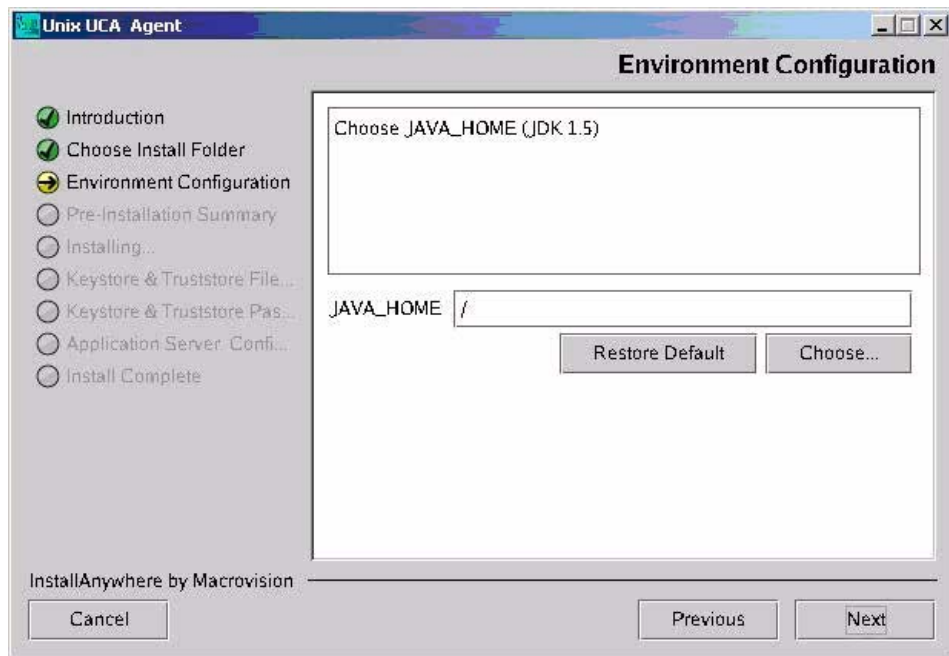 Unix UCA Agent
Environment Configuration
Introduction
Choose Install Folder
Environment Configuration
Pre-Installation Summary
Installing...
Keystore & Truststore File...
Keystore & Truststore Pas...
Application Server Confi...
Install Complete
Choose JAVA_HOME (JDK 1.5)
JAVA_HOME /
Restore Default Choose...
InstallAnywhere by Macrovision
Cancel Previous Next